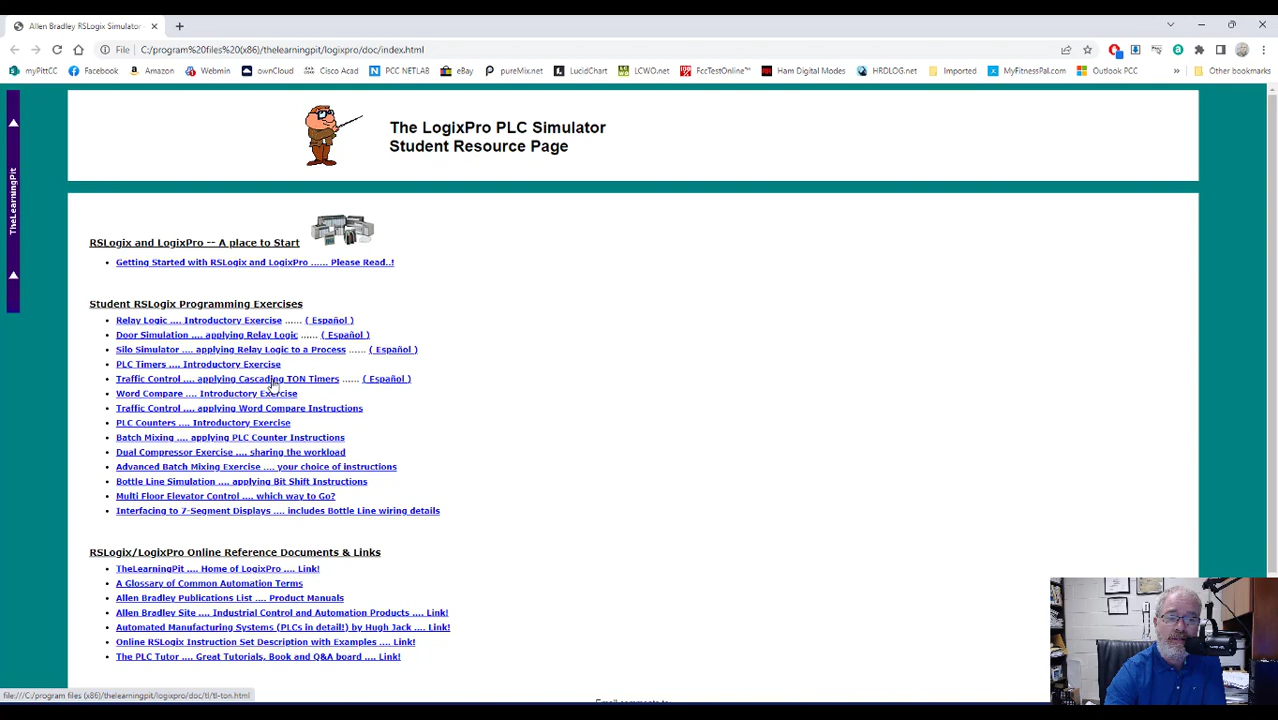 Allen Bradley RSLogix Simulator
File C:/program%20files%20(x86)/thelearningpit/logixpro/doc/index.html
myPittCC Facebook Amazon Webmin ownCloud Cisco Acad PCC NETLAB eBay pureMix.net LucidChart LCWO.net FccTestOnline™ Ham Digital Modes HRDLOG.net Imported MyFitnessPal.com Outlook PCC » Other bookmarks
TheLearningPit
The LogixPro PLC Simulator
Student Resource Page
RSLogix and LogixPro -- A place to Start
Getting Started with RSLogix and LogixPro ...... Please Read..!
Student RSLogix Programming Exercises
Relay Logic .... Introductory Exercise ...... ( Español )
Door Simulation .... applying Relay Logic ...... ( Español )
Silo Simulator .... applying Relay Logic to a Process ...... ( Español )
PLC Timers .... Introductory Exercise
Traffic Control .... applying Cascading TON Timers ...... ( Español )
Word Compare .... Introductory Exercise
Traffic Control .... applying Word Compare Instructions
PLC Counters .... Introductory Exercise
Batch Mixing .... applying PLC Counter Instructions
Dual Compressor Exercise .... sharing the workload
Advanced Batch Mixing Exercise .... your choice of instructions
Bottle Line Simulation .... applying Bit Shift Instructions
Multi Floor Elevator Control .... which way to Go?
Interfacing to 7-Segment Displays .... includes Bottle Line wiring details
RSLogix/LogixPro Online Reference Documents & Links
TheLearningPit .... Home of LogixPro .... Link!
A Glossary of Common Automation Terms
Allen Bradley Publications List .... Product Manuals
Allen Bradley Site .... Industrial Control and Automation Products .... Link!
Automated Manufacturing Systems (PLCs in detail!) by Hugh Jack .... Link!
Online RSLogix Instruction Set Description with Examples .... Link!
The PLC Tutor .... Great Tutorials, Book and Q&A board .... Link!
file:///C:/program files (x86)/thelearningpit/logixpro/doc/tl/tl-ton.html